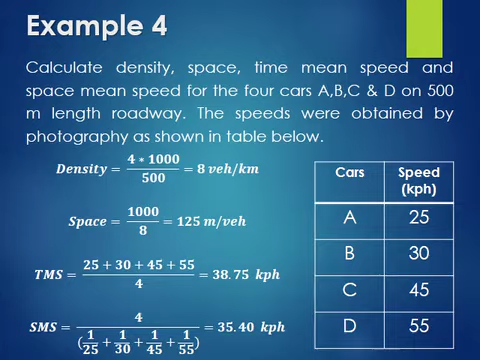 Example 4
Calculate density, space, time mean speed and
space mean speed for the four cars A,B,C & D on 500
m length roadway. The speeds were obtained by
photography as shown in table below.
Density = 4 * 1000 / 500 = 8 veh/km
Space = 1000 / 8 = 125 m/veh
TMS = 25 + 30 + 45 + 55 / 4 = 38.75 kph
SMS = 4 / (1/25 + 1/30 + 1/45 + 1/55) = 35.40 kph
Cars Speed
(kph)
A 25
B 30
C 45
D 55